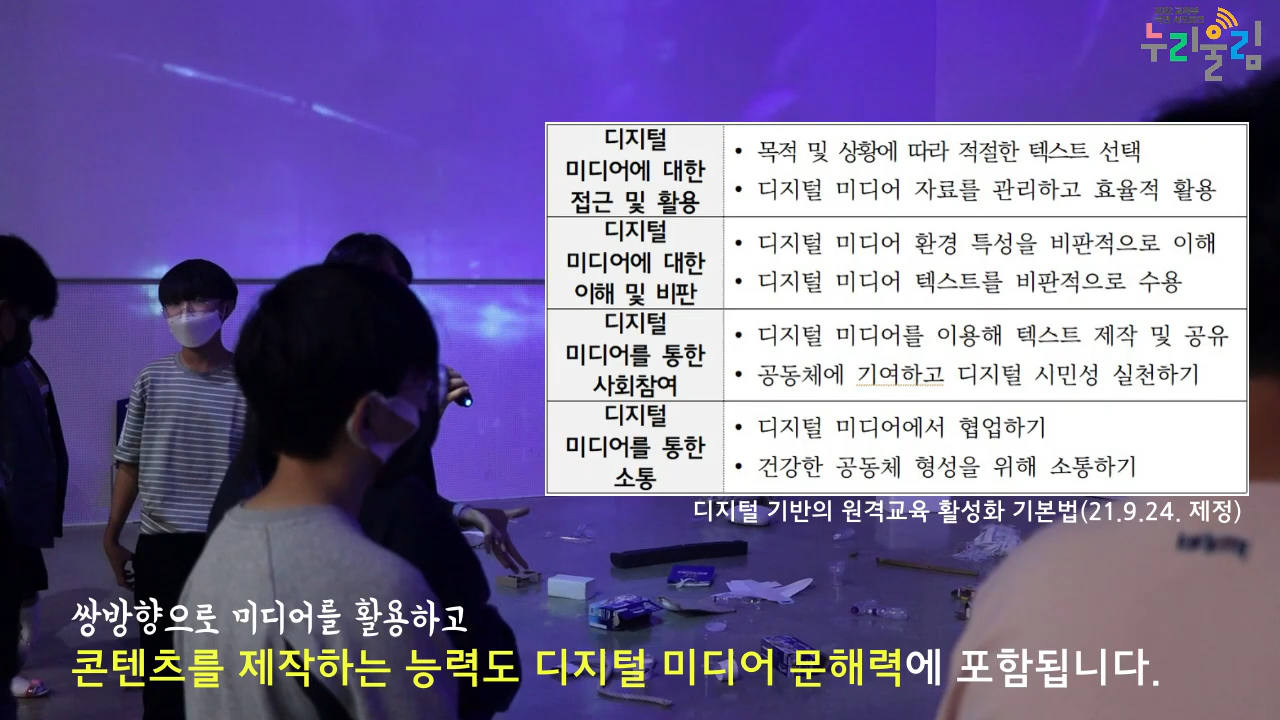 누리울림
디지털
미디어에 대한
접근 및 활용
• 목적 및 상황에 따라 적절한 텍스트 선택
• 디지털 미디어 자료를 관리하고 효율적 활용
디지털
미디어에 대한
이해 및 비판
• 디지털 미디어 환경 특성을 비판적으로 이해
• 디지털 미디어 텍스트를 비판적으로 수용
디지털
미디어를 통한
사회참여
• 디지털 미디어를 이용해 텍스트 제작 및 공유
• 공동체에 기여하고 디지털 시민성 실천하기
디지털
미디어를 통한
소통
• 디지털 미디어에서 협업하기
• 건강한 공동체 형성을 위해 소통하기
디지털 기반의 원격교육 활성화 기본법(21.9.24. 제정)
쌍방향으로 미디어를 활용하고
콘텐츠를 제작하는 능력도 디지털 미디어 문해력에 포함됩니다.